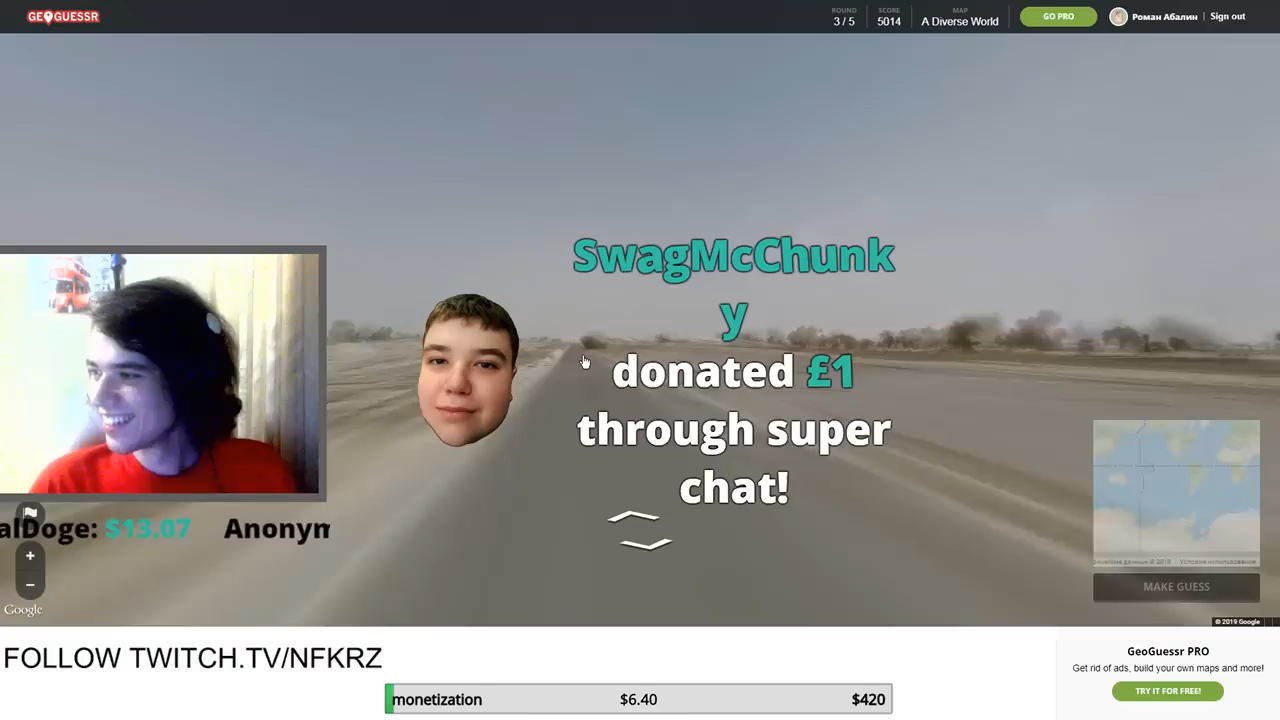 GEOGUESSR
ROUND
3 / 5
SCORE
5014
MAP
A Diverse World
GO PRO
Роман Абалин
Sign out
SwagMcChunk
y
donated £1
through super
chat!
alDoge: $13.07 Anonym
+
−
Google
Условия использования
MAKE GUESS
© 2019 Google
FOLLOW TWITCH.TV/NFKRZ
monetization $6.40 $420
GeoGuessr PRO
Get rid of ads, build your own maps and more!
TRY IT FOR FREE!